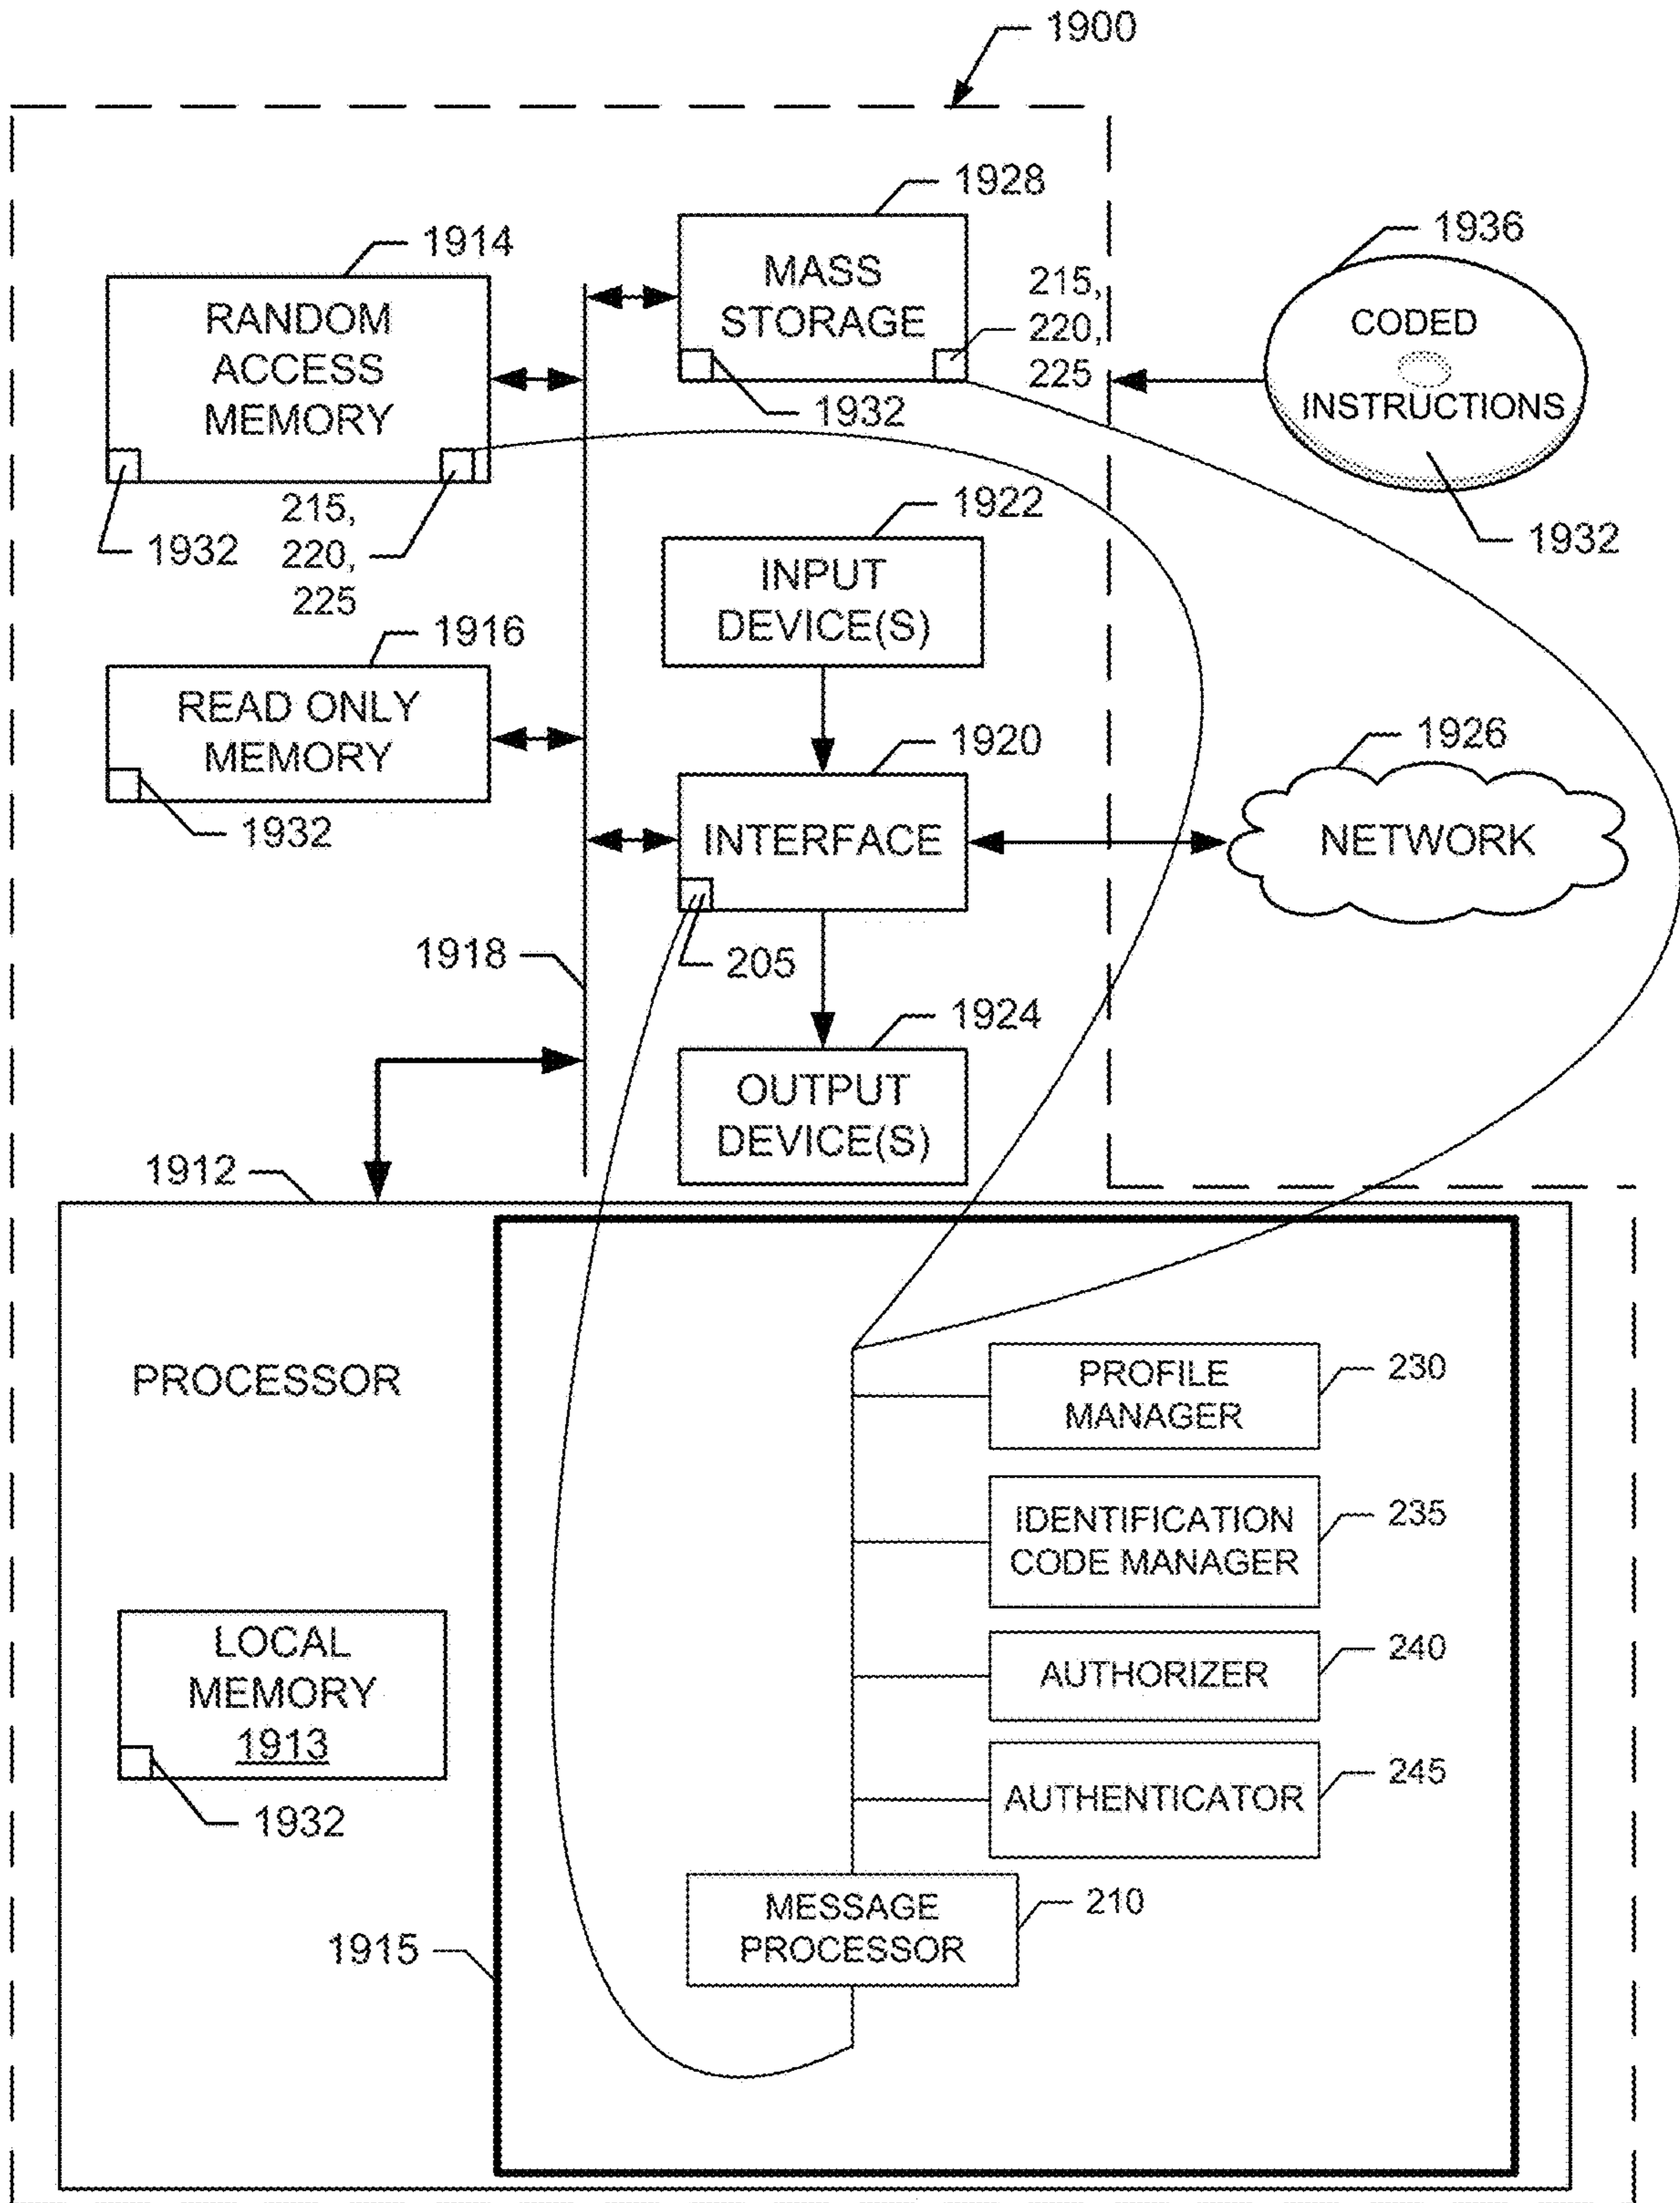 1900
1928
MASS
STORAGE
215,
220,
225
1932
1914
RANDOM
ACCESS
MEMORY
1932
215,
220,
225
1936
CODED
INSTRUCTIONS
1932
1922
INPUT
DEVICE(S)
1916
READ ONLY
MEMORY
1932
1920
INTERFACE
205
1926
NETWORK
1918
1924
OUTPUT
DEVICE(S)
1912
PROCESSOR
PROFILE
MANAGER
230
IDENTIFICATION
CODE MANAGER
235
LOCAL
MEMORY
1913
1932
AUTHORIZER
240
AUTHENTICATOR
245
MESSAGE
PROCESSOR
210
1915